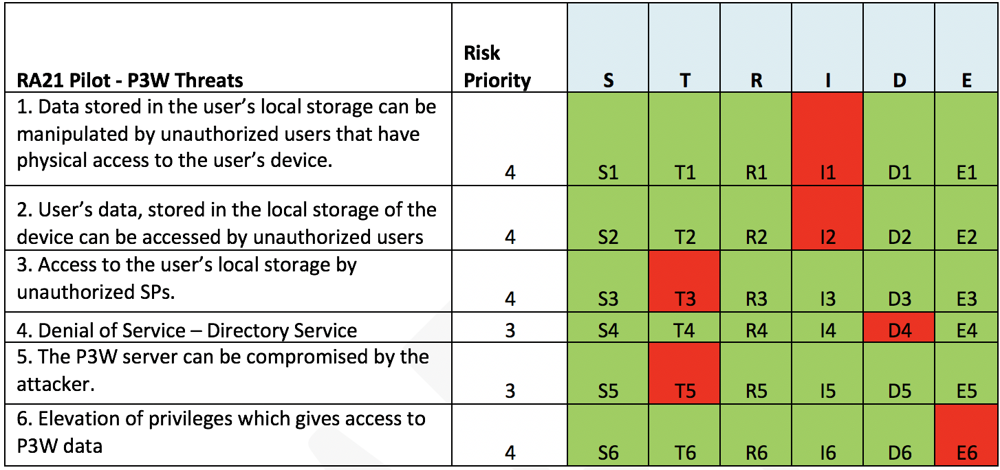 RA21 Pilot - P3W Threats Risk Priority S T R I D E
1. Data stored in the user’s local storage can be
manipulated by unauthorized users that have
physical access to the user’s device. 4 S1 T1 R1 I1 D1 E1
2. User’s data, stored in the local storage of the
device can be accessed by unauthorized users 4 S2 T2 R2 I2 D2 E2
3. Access to the user’s local storage by
unauthorized SPs. 4 S3 T3 R3 I3 D3 E3
4. Denial of Service – Directory Service 3 S4 T4 R4 I4 D4 E4
5. The P3W server can be compromised by the
attacker. 3 S5 T5 R5 I5 D5 E5
6. Elevation of privileges which gives access to
P3W data 4 S6 T6 R6 I6 D6 E6